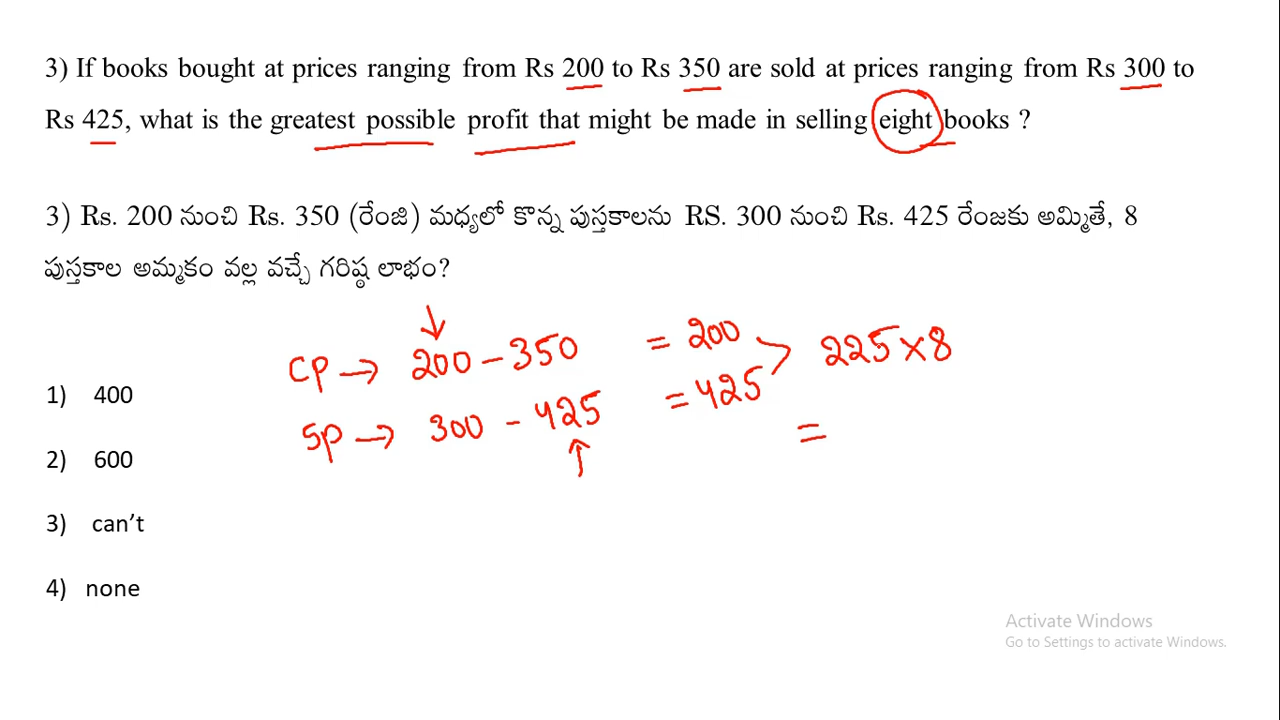 3) If books bought at prices ranging from Rs 200 to Rs 350 are sold at prices ranging from Rs 300 to
Rs 425, what is the greatest possible profit that might be made in selling eight books ?
3) Rs. 200 నుంచి Rs. 350 (రేంజి) మధ్యలో కొన్న పుస్తకాలను RS. 300 నుంచి Rs. 425 రేంజకు అమ్మితే, 8
పుస్తకాల అమ్మకం వల్ల వచ్చే గరిష్ఠ లాభం?
CP → 200 – 350 = 200 > 225 × 8
SP → 300 - 425 = 425
=
1) 400
2) 600
3) can't
4) none
Activate Windows
Go to Settings to activate Windows.